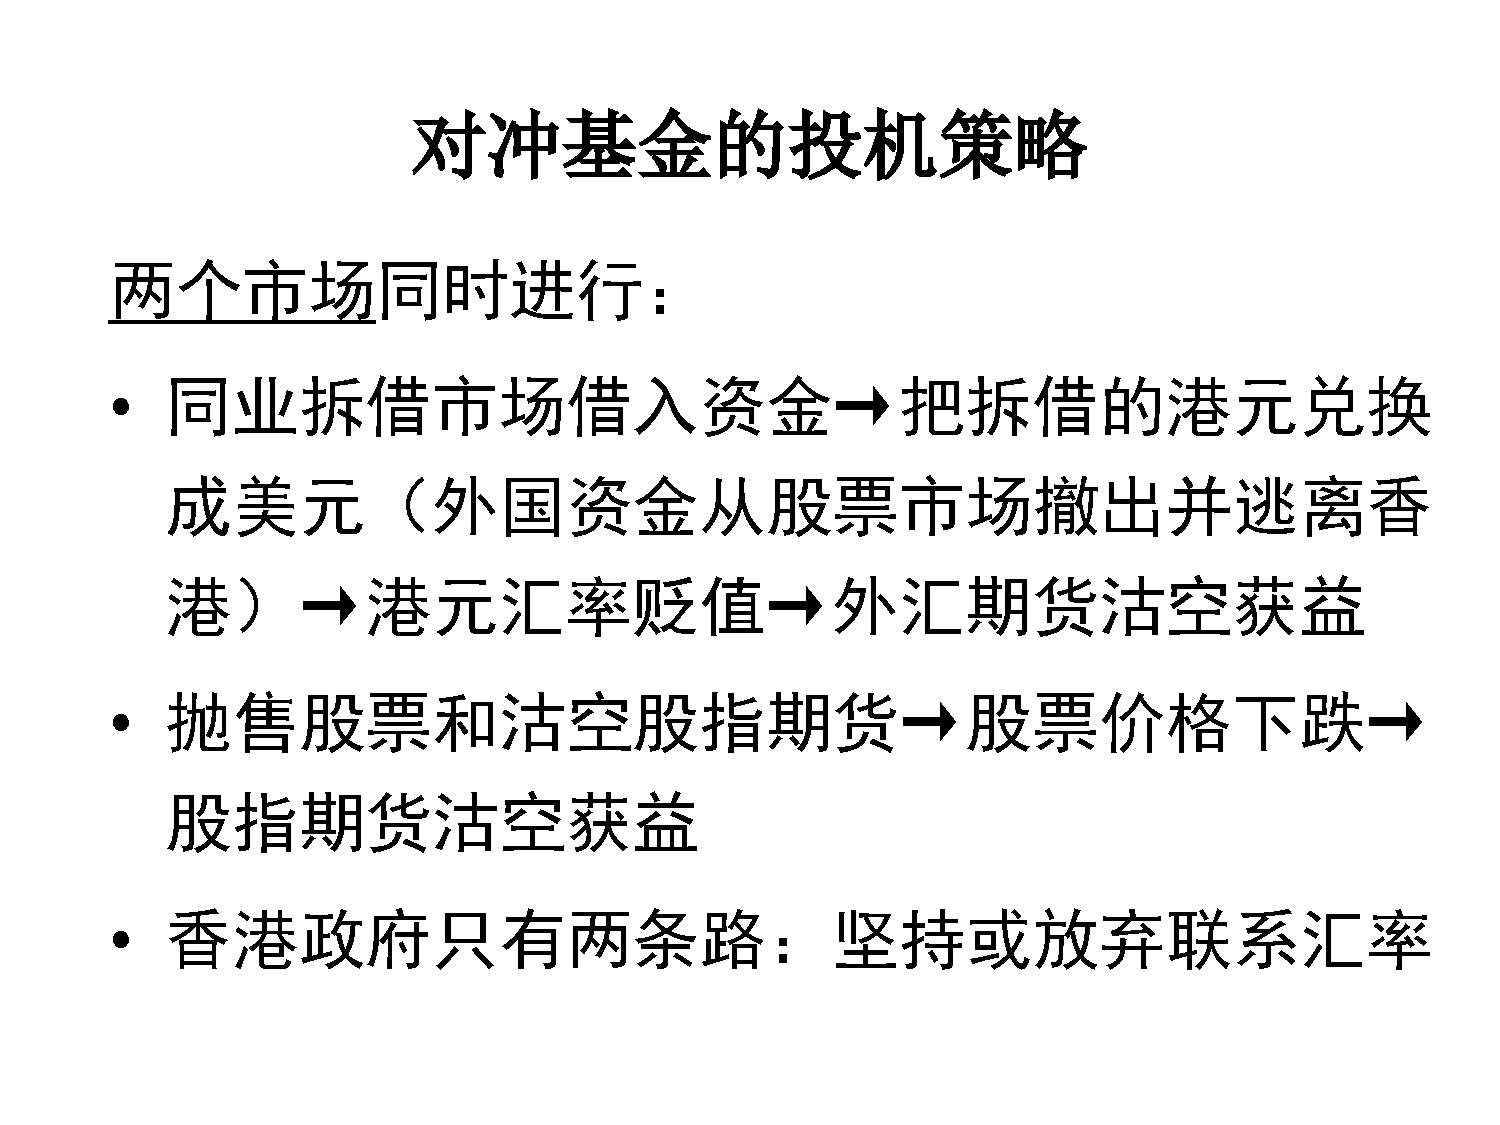 对冲基金的投机策略
两个市场同时进行：
• 同业拆借市场借入资金➞把拆借的港元兑换
成美元（外国资金从股票市场撤出并逃离香
港）➞港元汇率贬值➞外汇期货沽空获益
• 抛售股票和沽空股指期货➞股票价格下跌➞
股指期货沽空获益
• 香港政府只有两条路：坚持或放弃联系汇率